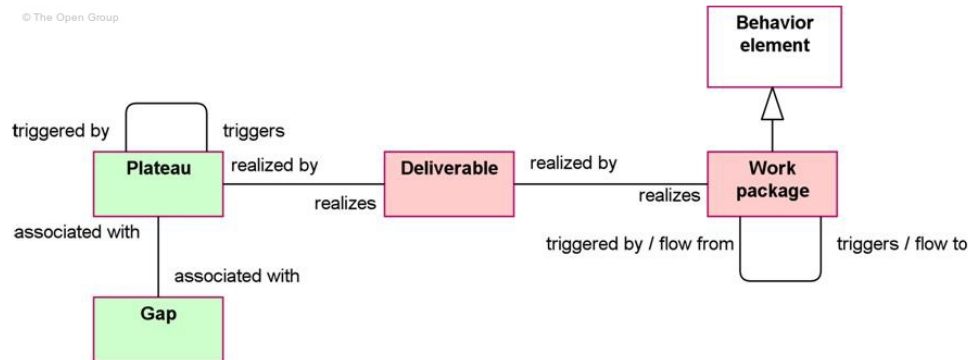 © The Open Group
Behavior
element
triggered by
triggers
Plateau
realized by
realizes
Deliverable
realized by
realizes
Work
package
associated with
associated with
triggered by / flow from
triggers / flow to
Gap